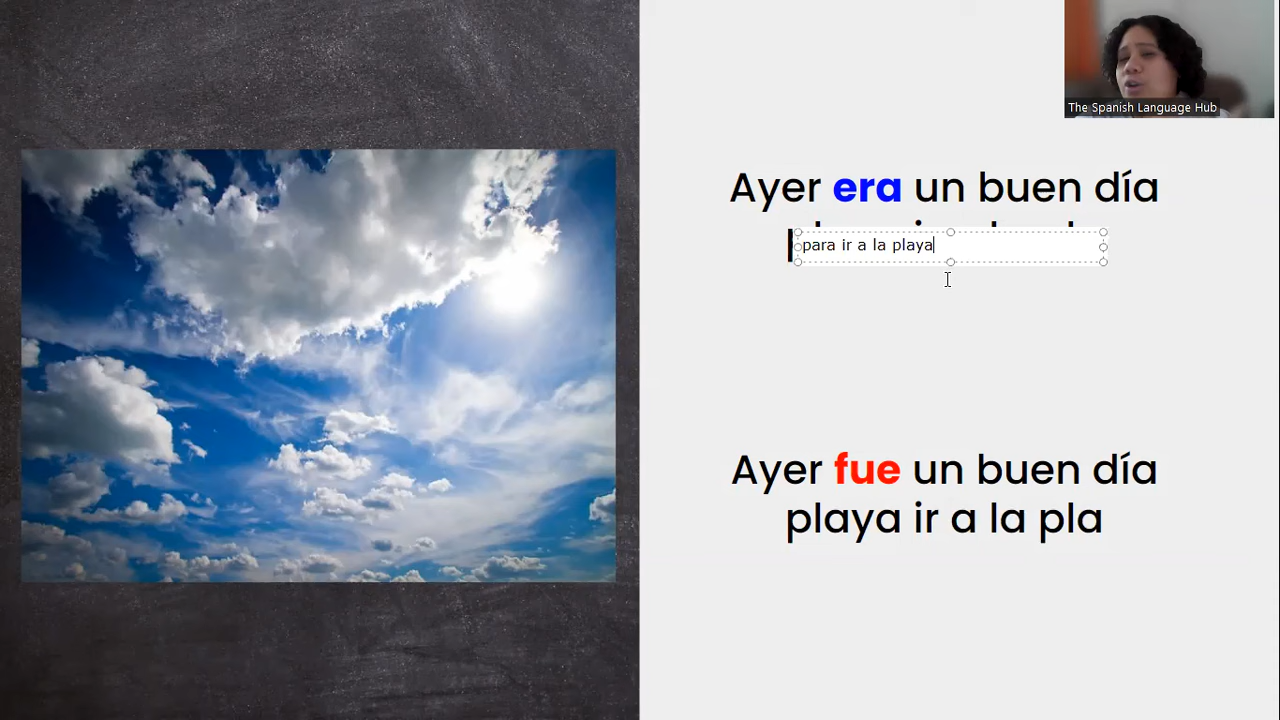 The Spanish Language Hub
Ayer era un buen día
para ir a la playa
Ayer fue un buen día
playa ir a la pla